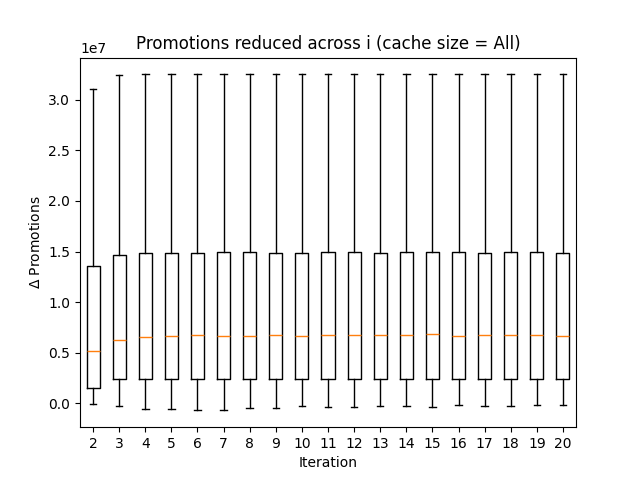 Promotions reduced across i (cache size = All)
1e7
3.0
2.5
2.0
1.5
1.0
0.5
0.0
Δ Promotions
2 3 4 5 6 7 8 9 10 11 12 13 14 15 16 17 18 19 20
Iteration